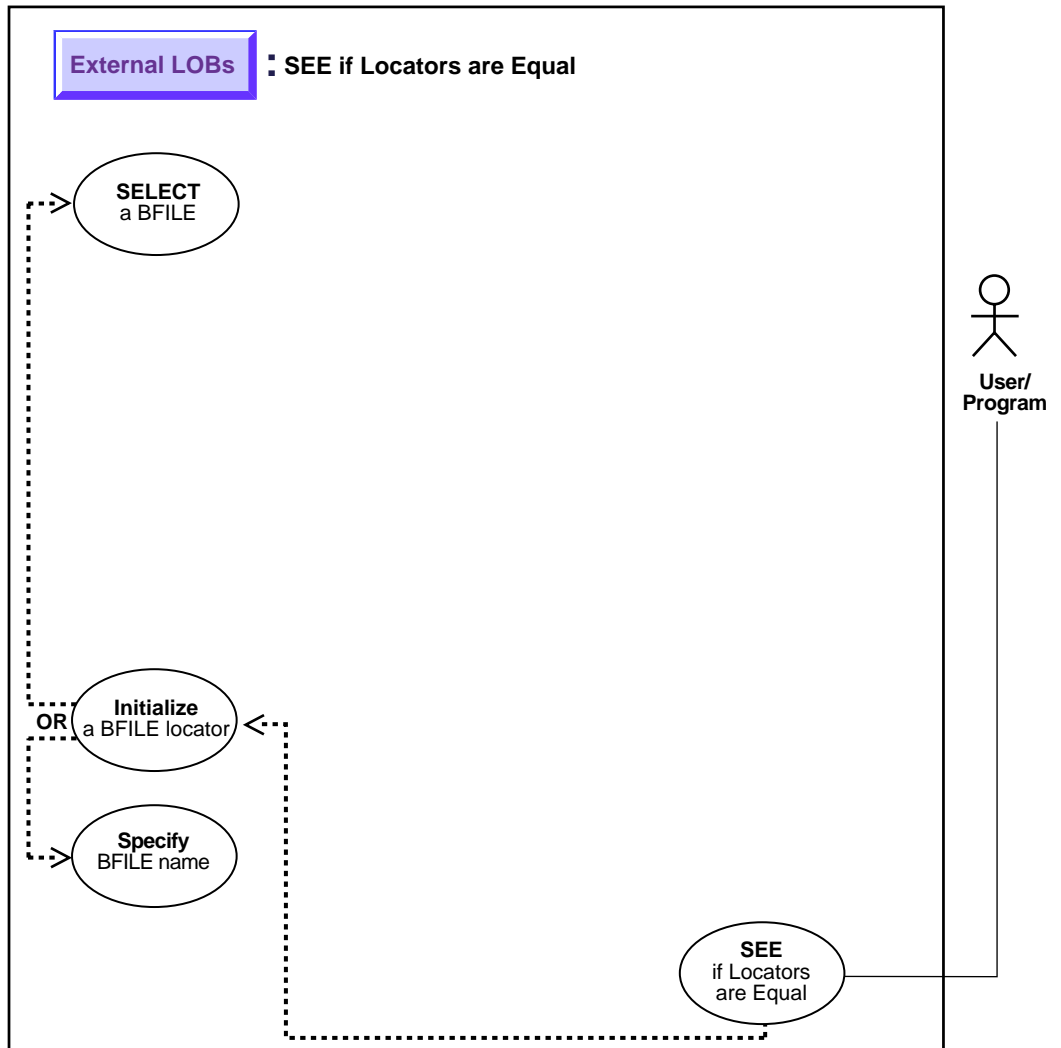 External LOBs : SEE if Locators are Equal
SELECT
a BFILE
User/
Program
Initialize
OR a BFILE locator
Specify
BFILE name
SEE
if Locators
are Equal